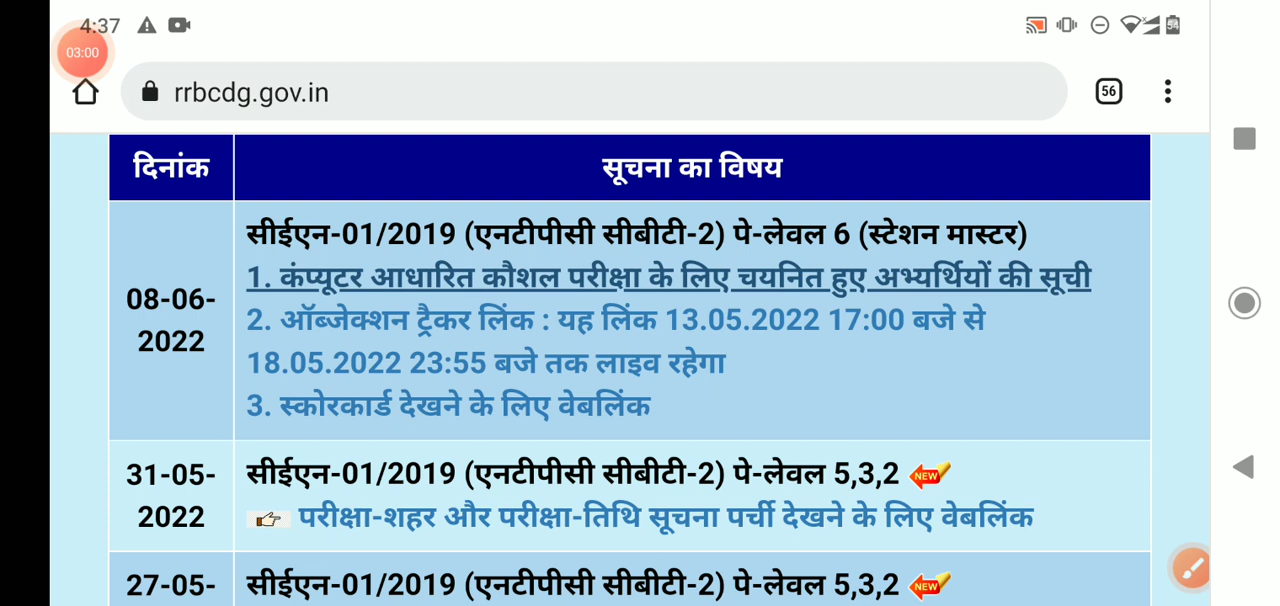 4:37
54
03:00
rrbcdg.gov.in
56
दिनांक
सूचना का विषय
08-06-
2022
सीईएन-01/2019 (एनटीपीसी सीबीटी-2) पे-लेवल 6 (स्टेशन मास्टर)
1. कंप्यूटर आधारित कौशल परीक्षा के लिए चयनित हुए अभ्यर्थियों की सूची
2. ऑब्जेक्शन ट्रैकर लिंक : यह लिंक 13.05.2022 17:00 बजे से
18.05.2022 23:55 बजे तक लाइव रहेगा
3. स्कोरकार्ड देखने के लिए वेबलिंक
31-05-
2022
सीईएन-01/2019 (एनटीपीसी सीबीटी-2) पे-लेवल 5,3,2 NEW
परीक्षा-शहर और परीक्षा-तिथि सूचना पर्ची देखने के लिए वेबलिंक
27-05-
सीईएन-01/2019 (एनटीपीसी सीबीटी-2) पे-लेवल 5,3,2 NEW